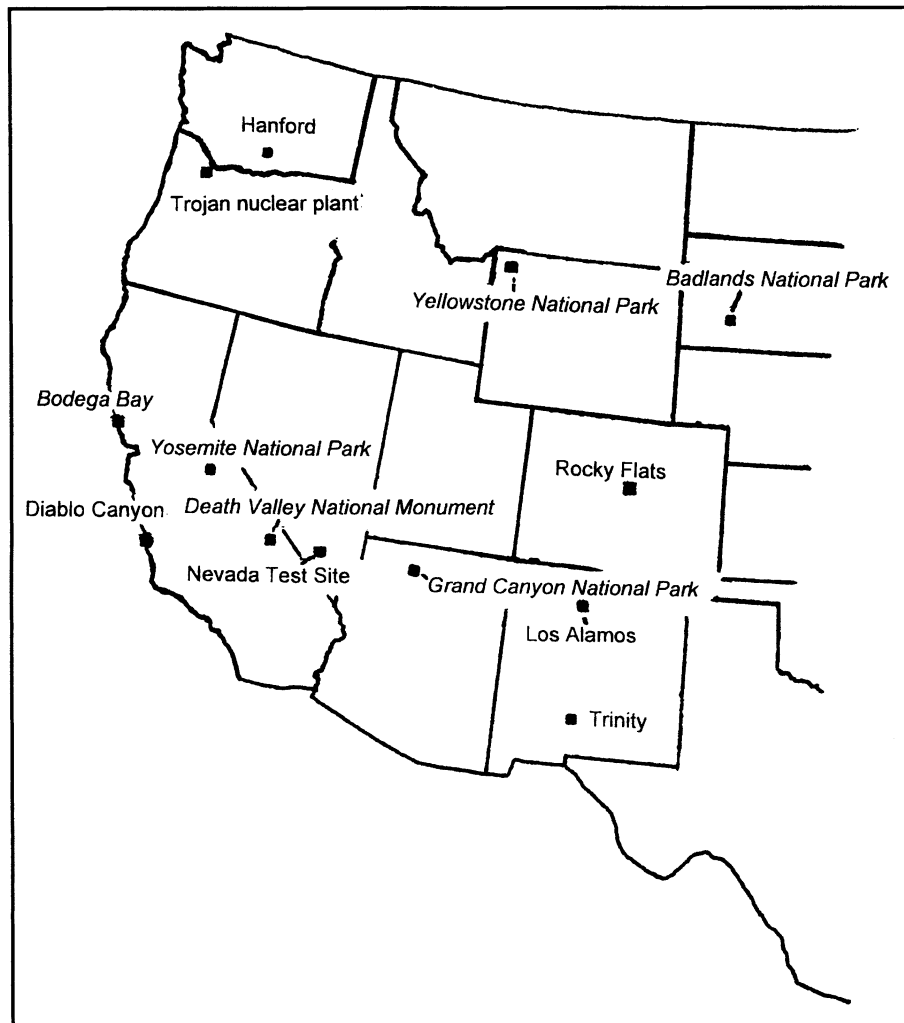 Hanford
Trojan nuclear plant
Badlands National Park
Yellowstone National Park
Bodega Bay
Yosemite National Park
Rocky Flats
Diablo Canyon
Death Valley National Monument
Nevada Test Site
Grand Canyon National Park
Los Alamos
Trinity